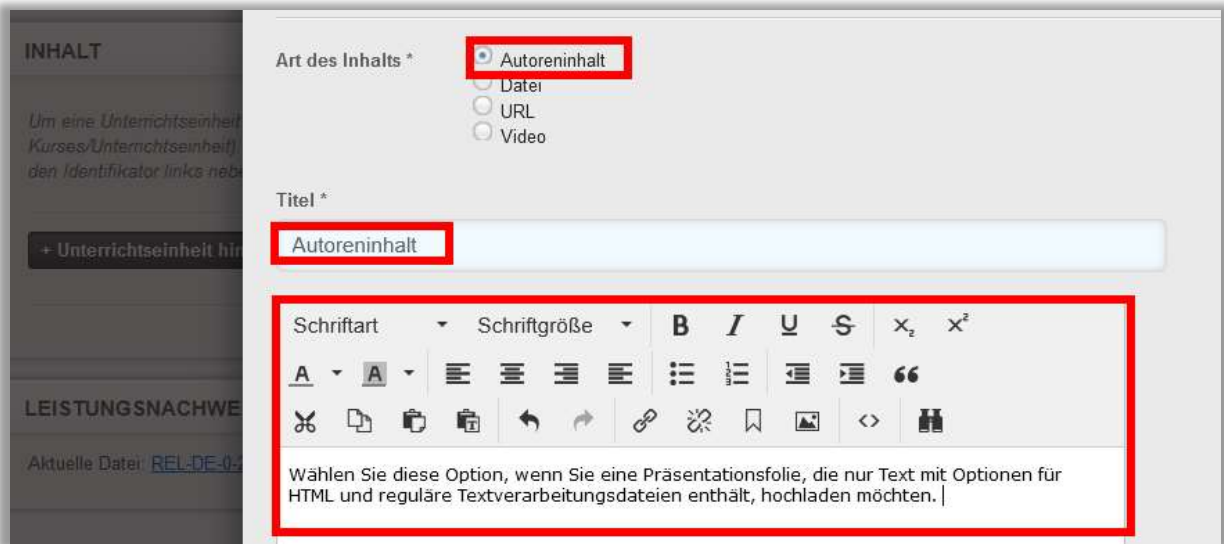 INHALT
Um eine Unterrichtseinheit
Kurses/Unterrichtseinheit)
den Identifikator links neb
+ Unterrichtseinheit hin
LEISTUNGSNACHWE
Aktuelle Datei: REL-DE-0-2
Art des Inhalts *
Autoreninhalt
Datei
URL
Video
Titel *
Autoreninhalt
Schriftart Schriftgröße B I U S x₂ x²
A A
Wählen Sie diese Option, wenn Sie eine Präsentationsfolie, die nur Text mit Optionen für
HTML und reguläre Textverarbeitungsdateien enthält, hochladen möchten.